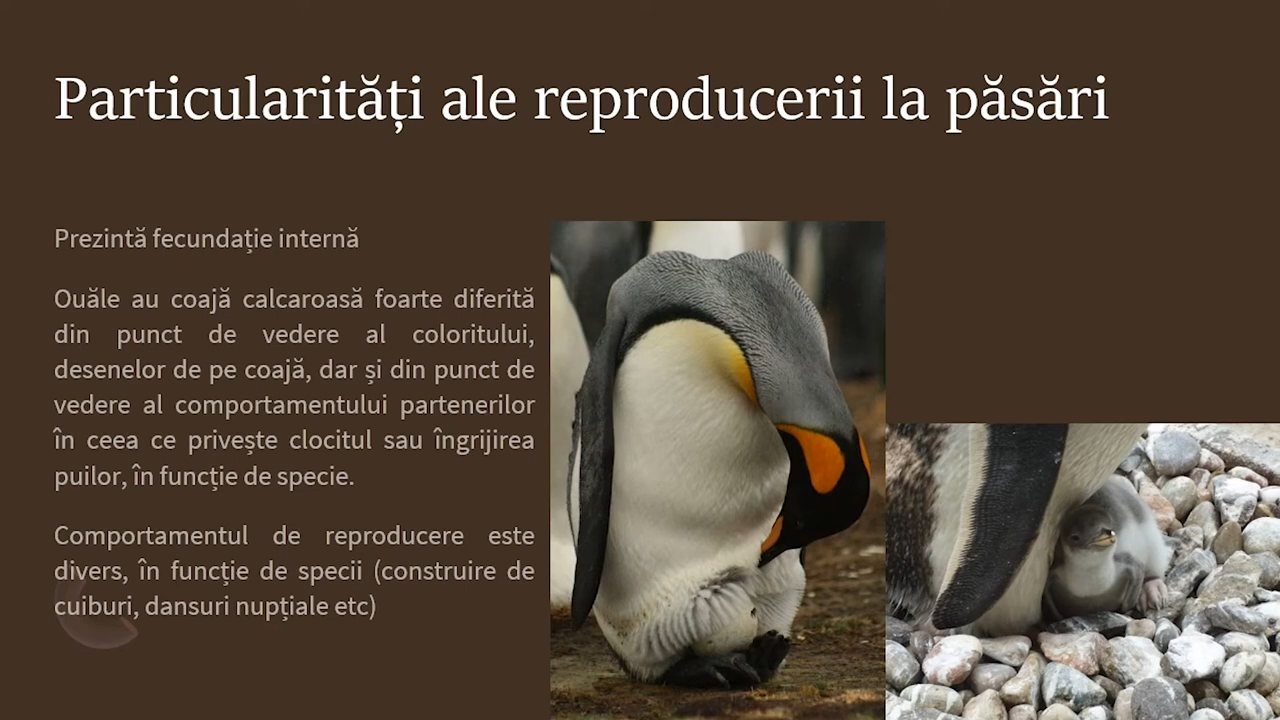 Particularități ale reproducerii la păsări
Prezintă fecundație internă
Ouăle au coajă calcaroasă foarte diferită
din punct de vedere al coloritului,
desenelor de pe coajă, dar și din punct de
vedere al comportamentului partenerilor
în ceea ce privește clocitul sau îngrijirea
puilor, în funcție de specie.
Comportamentul de reproducere este
divers, în funcție de specii (construire de
cuiburi, dansuri nupțiale etc)